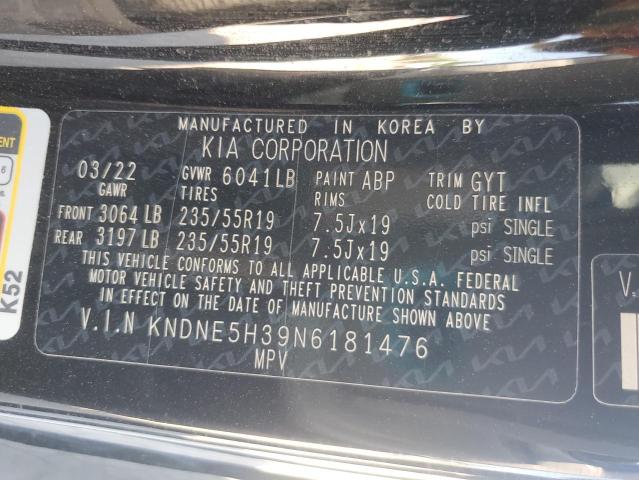 MANUFACTURED IN KOREA BY
KIA CORPORATION
03/22 GVWR 6041LB PAINT ABP TRIM GYT
GAWR TIRES RIMS COLD TIRE INFL
FRONT 3064 LB 235/55R19 7.5Jx19 psi SINGLE
REAR 3197 LB 235/55R19 7.5Jx19 psi SINGLE
THIS VEHICLE CONFORMS TO ALL APPLICABLE U.S.A. FEDERAL
MOTOR VEHICLE SAFETY AND THEFT PREVENTION STANDARDS
IN EFFECT ON THE DATE OF MANUFACTURE SHOWN ABOVE.
V.I.N KNDNE5H39N6181476
MPV
K52
V.